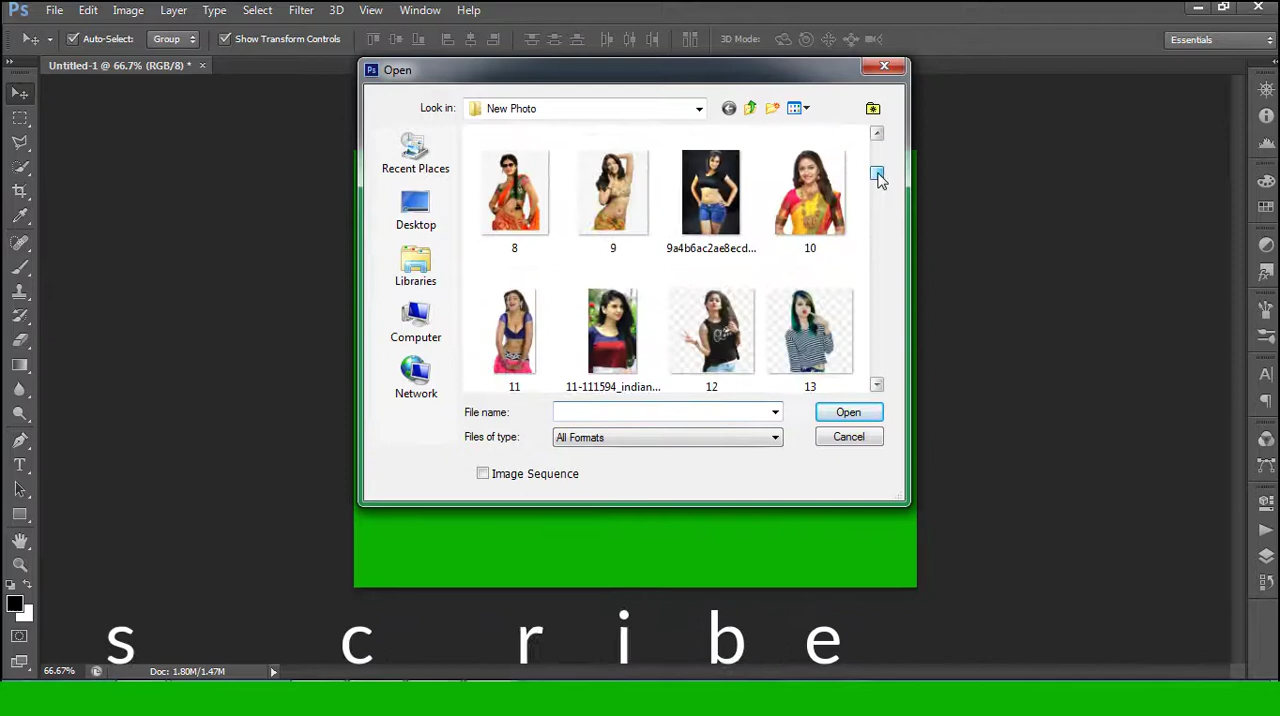 Ps File Edit Image Layer Type Select Filter 3D View Window Help
Auto-Select: Group Show Transform Controls 3D Mode: Essentials
Untitled-1 @ 66.7% (RGB/8) * ×
Ps Open
Look in: New Photo
Recent Places
Desktop
Libraries
Computer
Network
8 9 9a4b6ac2ae8ecd... 10
11 11-111594_indian... 12 13
File name: Open
Files of type: All Formats Cancel
Image Sequence
s c r i b e
66.67% Doc: 1.80M/1.47M